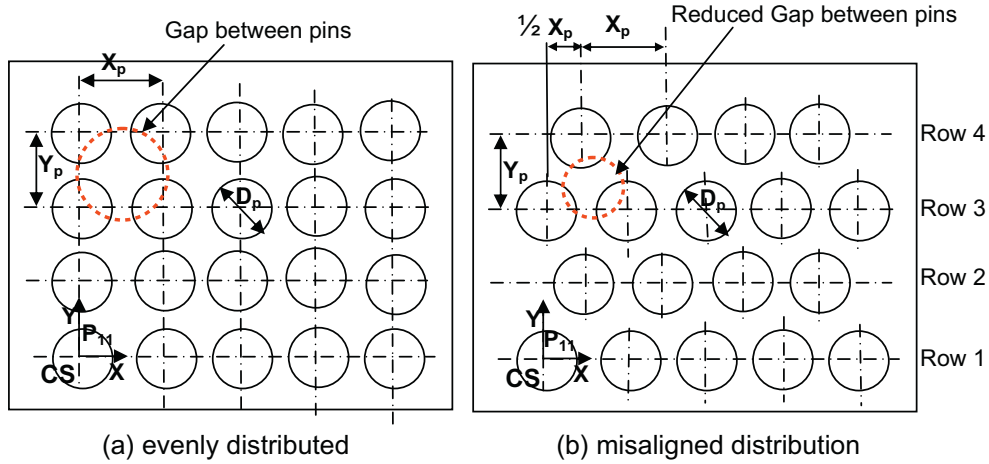 Gap between pins
Xp
Yp
Dp
Y
P11
CS
X
(a) evenly distributed
Reduced Gap between pins
½ Xp
Xp
Row 4
Yp
Dp
Row 3
Row 2
Y
P11
CS
X
Row 1
(b) misaligned distribution